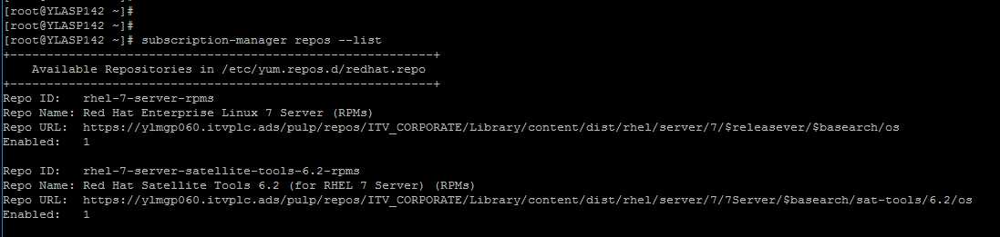 [root@YLASP142 ~]#
[root@YLASP142 ~]#
[root@YLASP142 ~]#
[root@YLASP142 ~]# subscription-manager repos --list
+----------------------------------------------------------+
    Available Repositories in /etc/yum.repos.d/redhat.repo
+----------------------------------------------------------+
Repo ID:   rhel-7-server-rpms
Repo Name: Red Hat Enterprise Linux 7 Server (RPMs)
Repo URL:  https://ylmgp060.itvplc.ads/pulp/repos/ITV_CORPORATE/Library/content/dist/rhel/server/7/$releasever/$basearch/os
Enabled:   1

Repo ID:   rhel-7-server-satellite-tools-6.2-rpms
Repo Name: Red Hat Satellite Tools 6.2 (for RHEL 7 Server) (RPMs)
Repo URL:  https://ylmgp060.itvplc.ads/pulp/repos/ITV_CORPORATE/Library/content/dist/rhel/server/7/7Server/$basearch/sat-tools/6.2/os
Enabled:   1